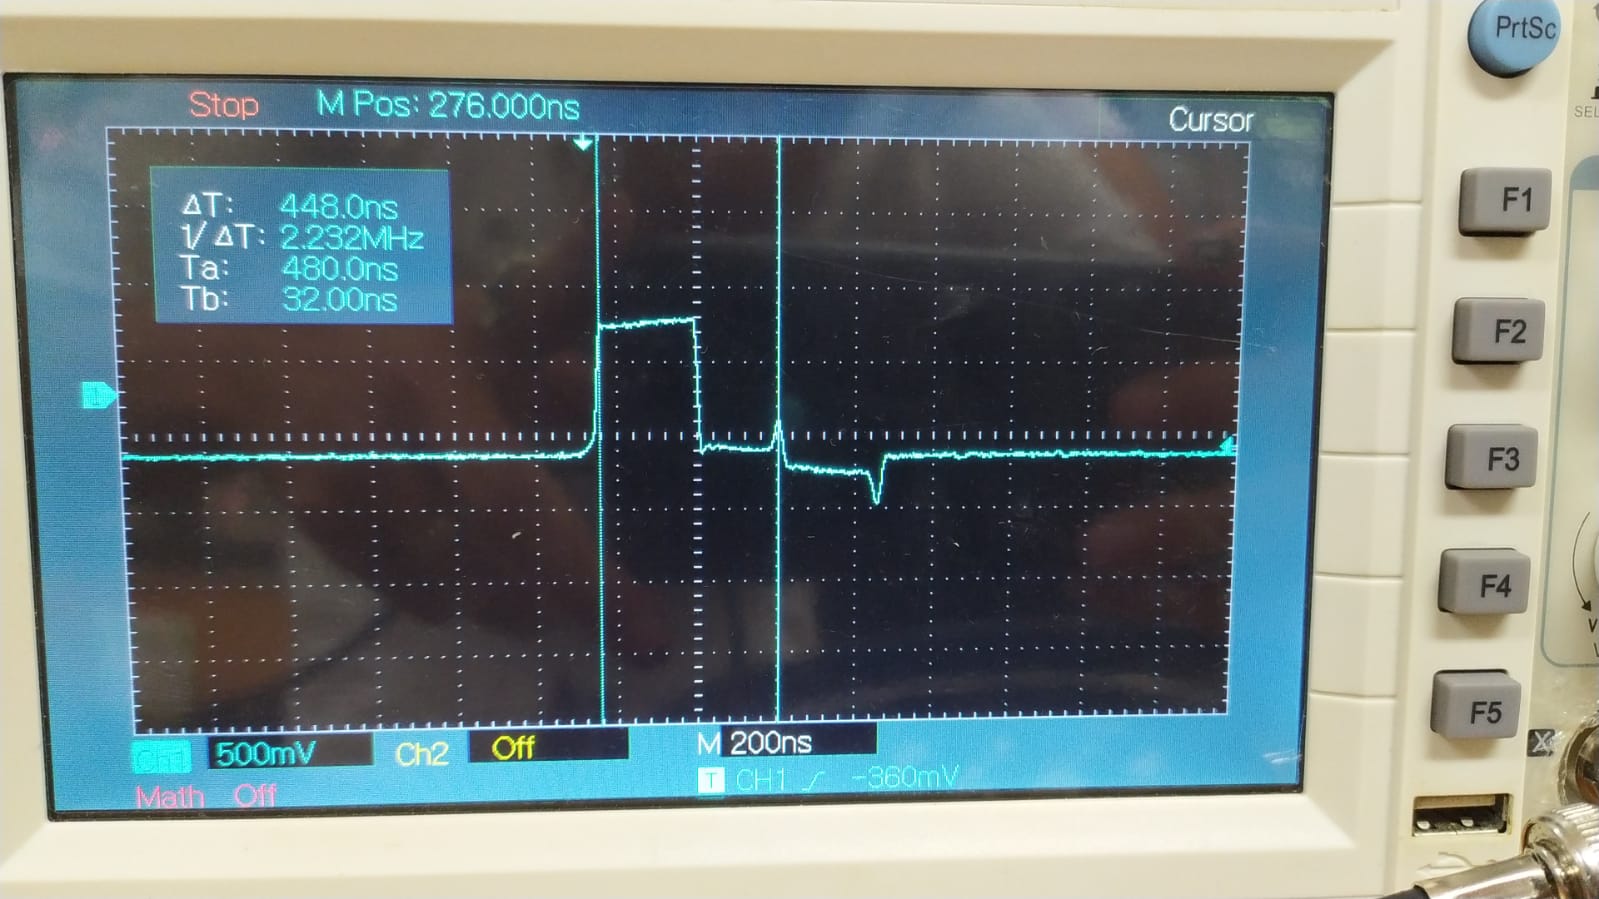 PrtSc
Stop M Pos: 276.000ns
Cursor
ΔT: 448.0ns
1/ΔT: 2.232MHz
Ta: 480.0ns
Tb: 32.00ns
F1
F2
F3
F4
F5
500mV Ch2 Off M 200ns
T CH1 -360mV
Math Off